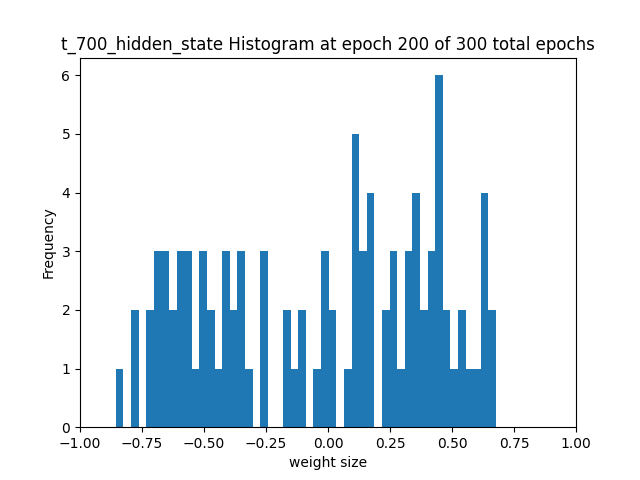 t_700_hidden_state Histogram at epoch 200 of 300 total epochs
6
5
4
3
2
1
0
Frequency
−1.00 −0.75 −0.50 −0.25 0.00 0.25 0.50 0.75 1.00
weight size